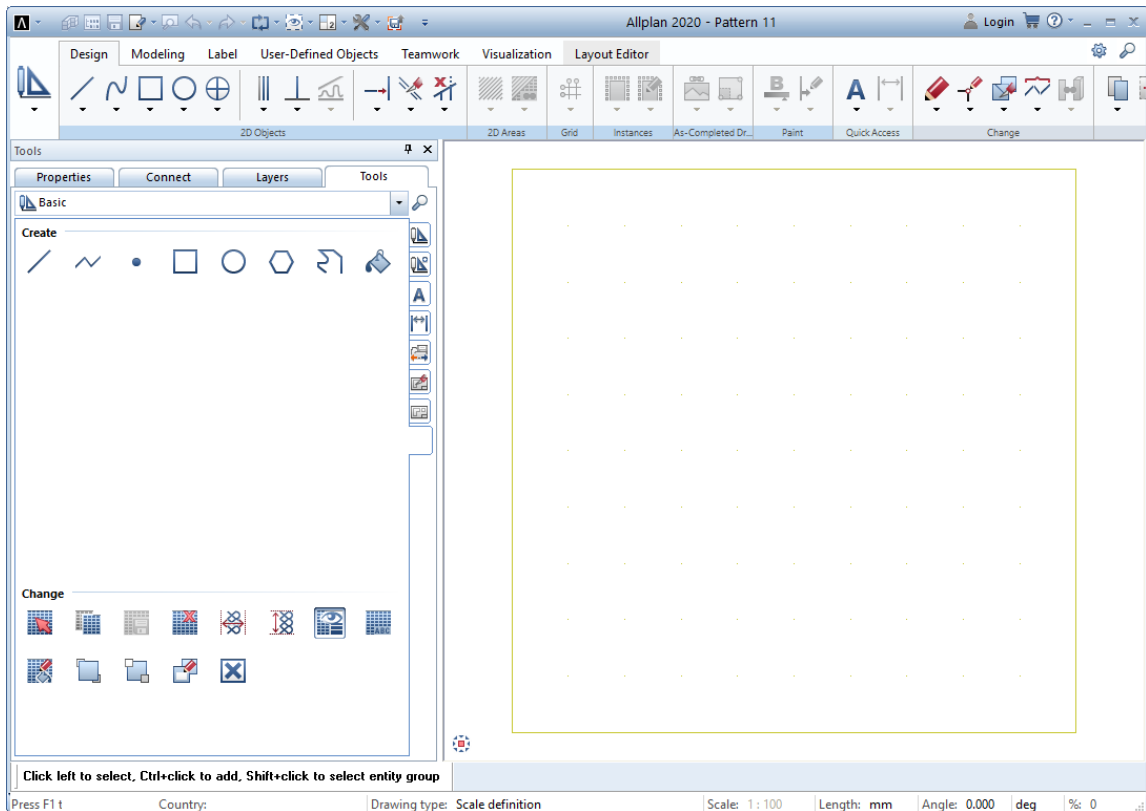 Allplan 2020 - Pattern 11
Login
Design Modeling Label User-Defined Objects Teamwork Visualization Layout Editor
2D Objects 2D Areas Grid Instances As-Completed Dr... Paint Quick Access Change
Tools
Properties Connect Layers Tools
Basic
Create
Change
Click left to select, Ctrl+click to add, Shift+click to select entity group
Press F1 t Country: Drawing type: Scale definition Scale: 1 : 100 Length: mm Angle: 0.000 deg %: 0